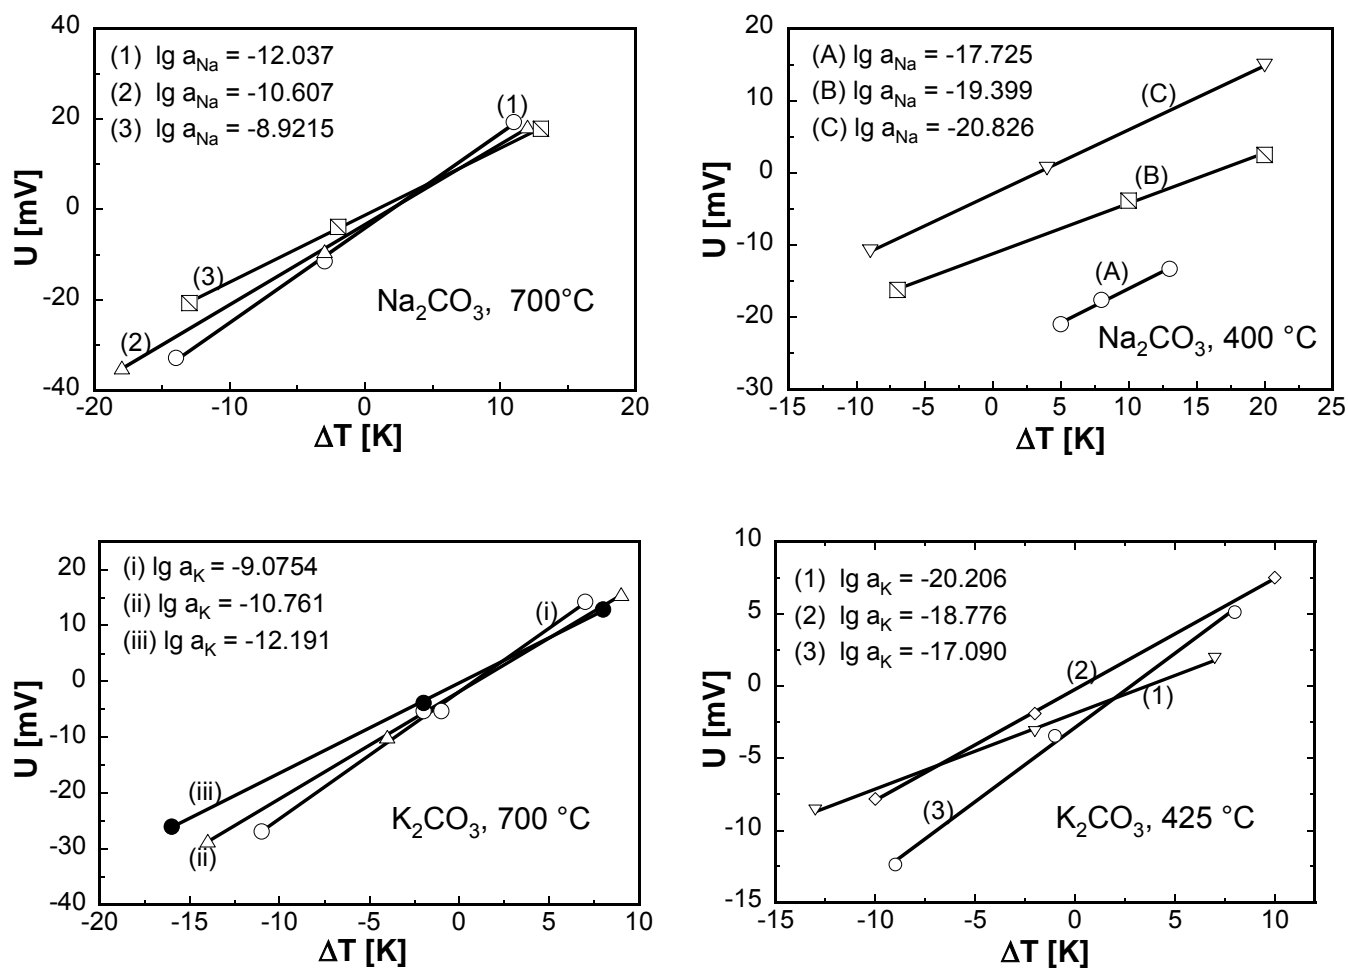 40
20
0
-20
-40
-20
-10
0
10
20
U [mV]
ΔT [K]
(1) lg a_Na = -12.037
(2) lg a_Na = -10.607
(3) lg a_Na = -8.9215
(1)
(3)
(2)
Na₂CO₃, 700°C
20
10
0
-10
-20
-30
-15
-10
-5
0
5
10
15
20
25
U [mV]
ΔT [K]
(A) lg a_Na = -17.725
(B) lg a_Na = -19.399
(C) lg a_Na = -20.826
(C)
(B)
(A)
Na₂CO₃, 400 °C
20
10
0
-10
-20
-30
-40
-20
-15
-10
-5
0
5
10
U [mV]
ΔT [K]
(i) lg a_K = -9.0754
(ii) lg a_K = -10.761
(iii) lg a_K = -12.191
(i)
(iii)
(ii)
K₂CO₃, 700 °C
10
5
0
-5
-10
-15
-15
-10
-5
0
5
10
U [mV]
ΔT [K]
(1) lg a_K = -20.206
(2) lg a_K = -18.776
(3) lg a_K = -17.090
(2)
(1)
(3)
K₂CO₃, 425 °C